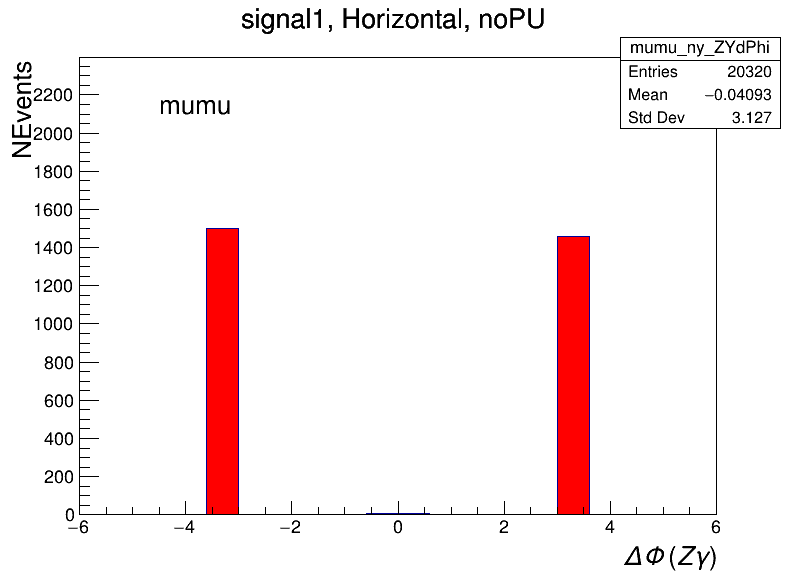 signal1, Horizontal, noPU
mumu_ny_ZYdPhi
Entries 20320
Mean −0.04093
Std Dev 3.127
NEvents
mumu
2200
2000
1800
1600
1400
1200
1000
800
600
400
200
0
−6 −4 −2 0 2 4 6
ΔΦ(Zγ)